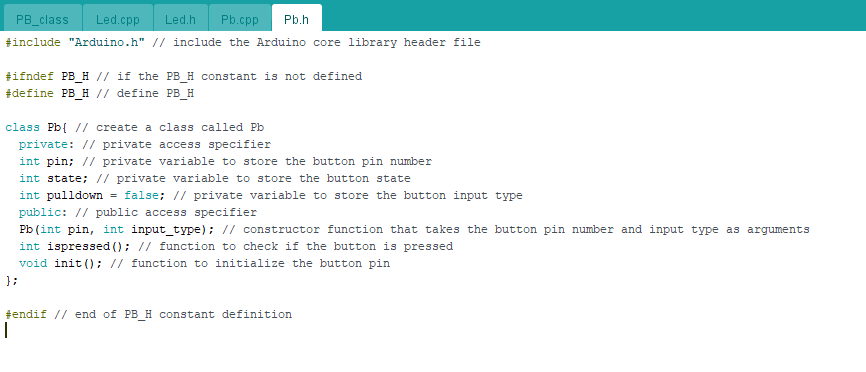 PB_class Led.cpp Led.h Pb.cpp Pb.h
#include "Arduino.h" // include the Arduino core library header file

#ifndef PB_H // if the PB_H constant is not defined
#define PB_H // define PB_H

class Pb{ // create a class called Pb
  private: // private access specifier
  int pin; // private variable to store the button pin number
  int state; // private variable to store the button state
  int pulldown = false; // private variable to store the button input type
  public: // public access specifier
  Pb(int pin, int input_type); // constructor function that takes the button pin number and input type as arguments
  int ispressed(); // function to check if the button is pressed
  void init(); // function to initialize the button pin
};

#endif // end of PB_H constant definition